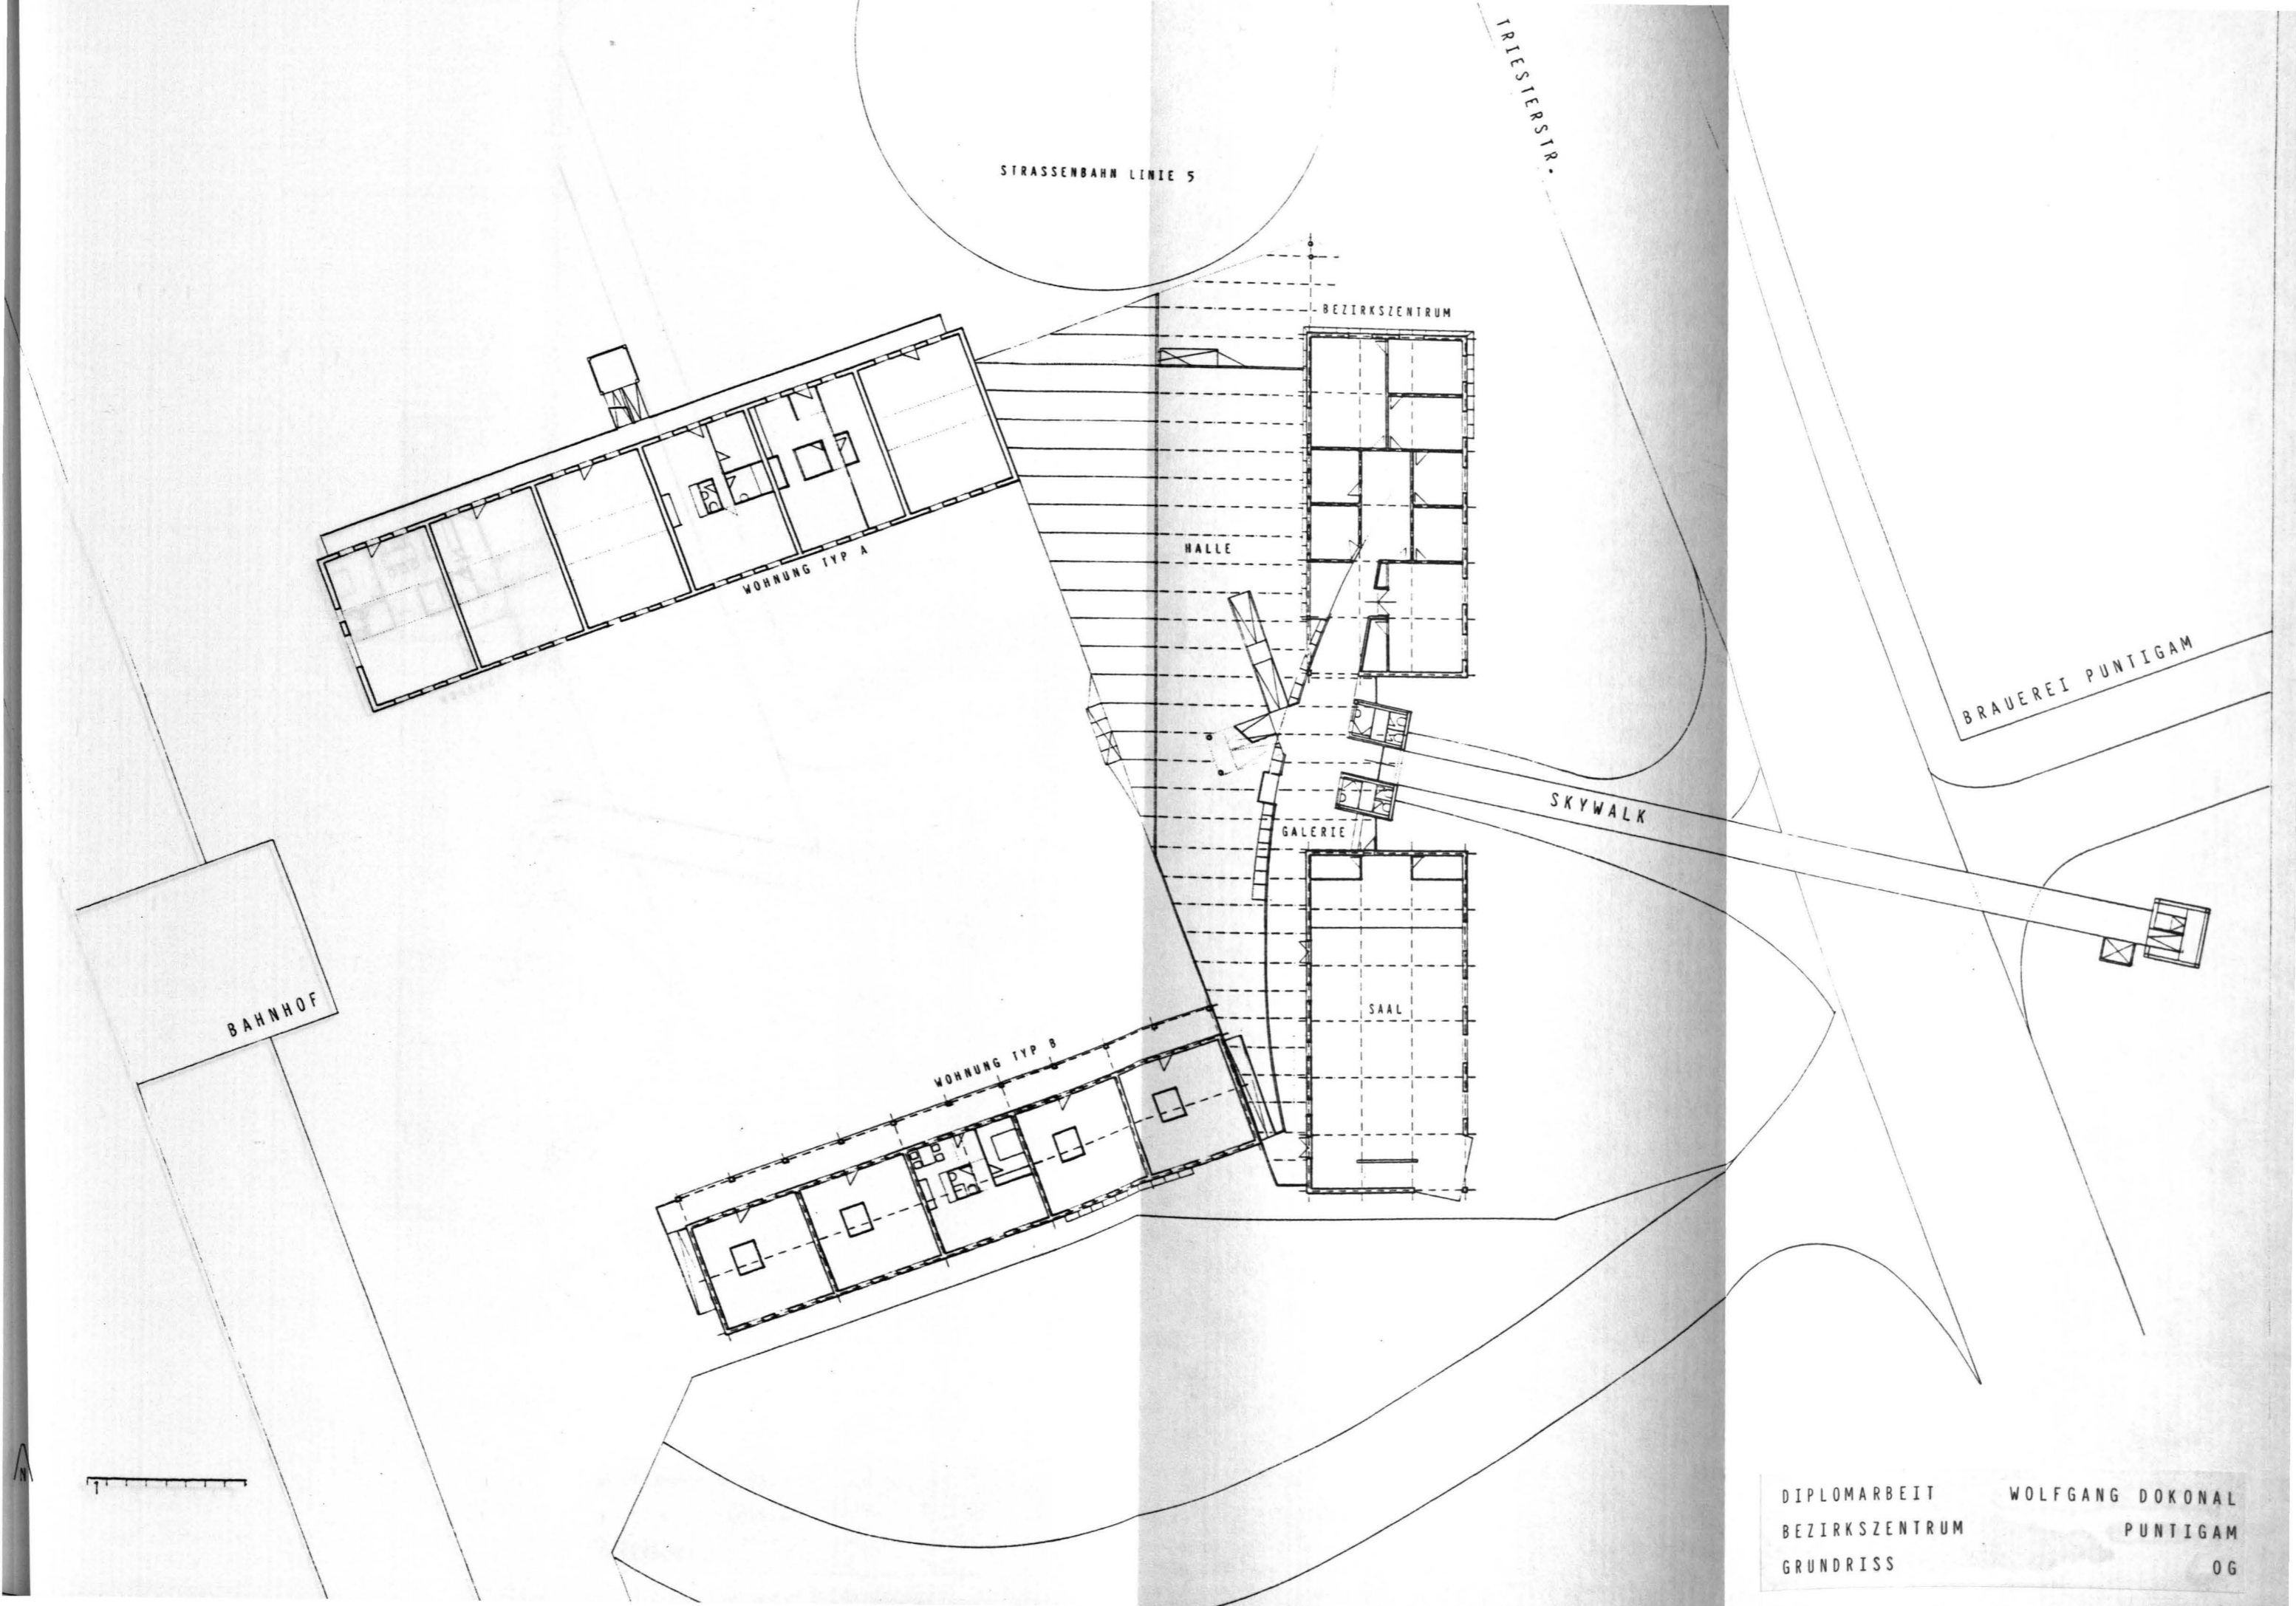 TRIESTERSTR.
STRASSENBAHN LINIE 5
BEZIRKSZENTRUM
HALLE
WOHNUNG TYP A
BRAUEREI PUNTIGAM
SKYWALK
GALERIE
BAHNHOF
SAAL
WOHNUNG TYP B
N
1
DIPLOMARBEIT WOLFGANG DOKONAL
BEZIRKSZENTRUM PUNTIGAM
GRUNDRISS OG